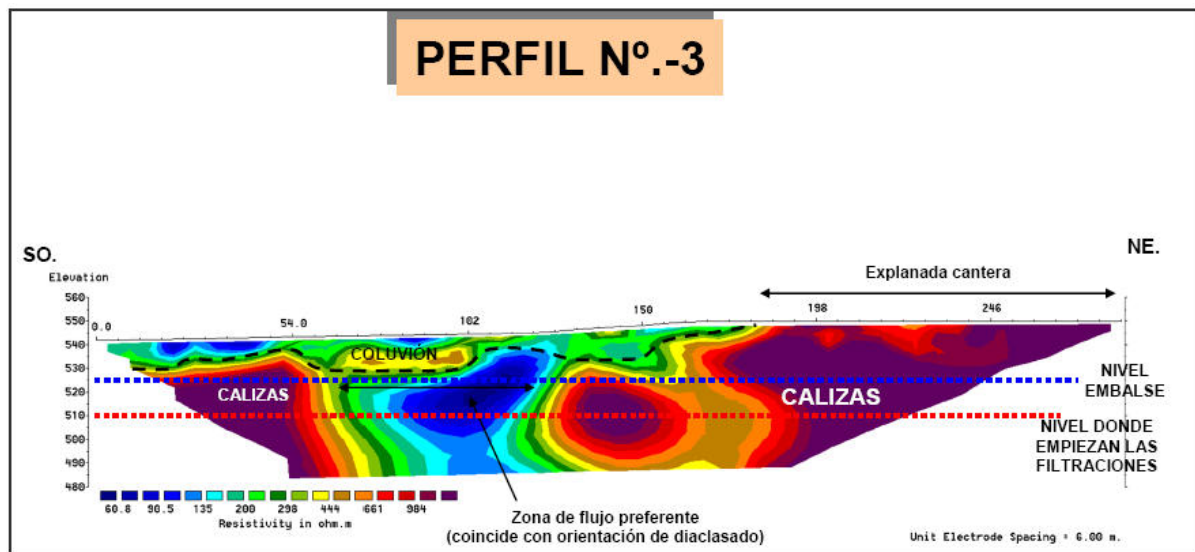 PERFIL Nº.-3
SO.
NE.
Elevation
Explanada cantera
560
550
540
530
520
510
500
490
480
0.0
54.0
102
150
198
246
COLUVIÓN
CALIZAS
CALIZAS
NIVEL
EMBALSE
NIVEL DONDE
EMPIEZAN LAS
FILTRACIONES
60.8 90.5 135 200 298 444 661 984
Resistivity in ohm.m
Zona de flujo preferente
(coincide con orientación de diaclasado)
Unit Electrode Spacing = 6.00 m.